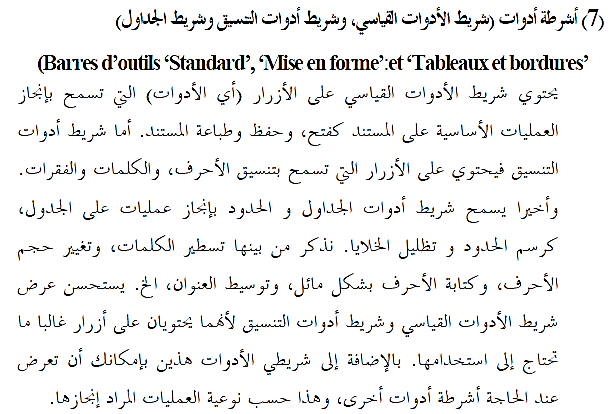 (7) أشرطة أدوات (شريط الأدوات القياسي، وشريط أدوات التنسيق وشريط الجداول)
(Barres d’outils ‘Standard’, ‘Mise en forme’:et ‘Tableaux et bordures’
يحتوي شريط الأدوات القياسي على الأزرار (أي الأدوات) التي تسمح بإنجاز
العمليات الأساسية على المستند كفتح، وحفظ وطباعة المستند. أما شريط أدوات
التنسيق فيحتوي على الأزرار التي تسمح بتنسيق الأحرف، والكلمات والفقرات.
وأخيرا يسمح شريط أدوات الجداول و الحدود بإنجاز عمليات على الجدول،
كرسم الحدود و تظليل الخلايا. نذكر من بينها تسطير الكلمات، وتغيير حجم
الأحرف، وكتابة الأحرف بشكل مائل، وتوسيط العنوان، الخ. يستحسن عرض
شريط الأدوات القياسي وشريط أدوات التنسيق لأنهما يحتويان على أزرار غالبا ما
تحتاج إلى استخدامها. بالإضافة إلى شريطي الأدوات هذين بإمكانك أن تعرض
عند الحاجة أشرطة أدوات أخرى، وهذا حسب نوعية العمليات المراد إنجازها.